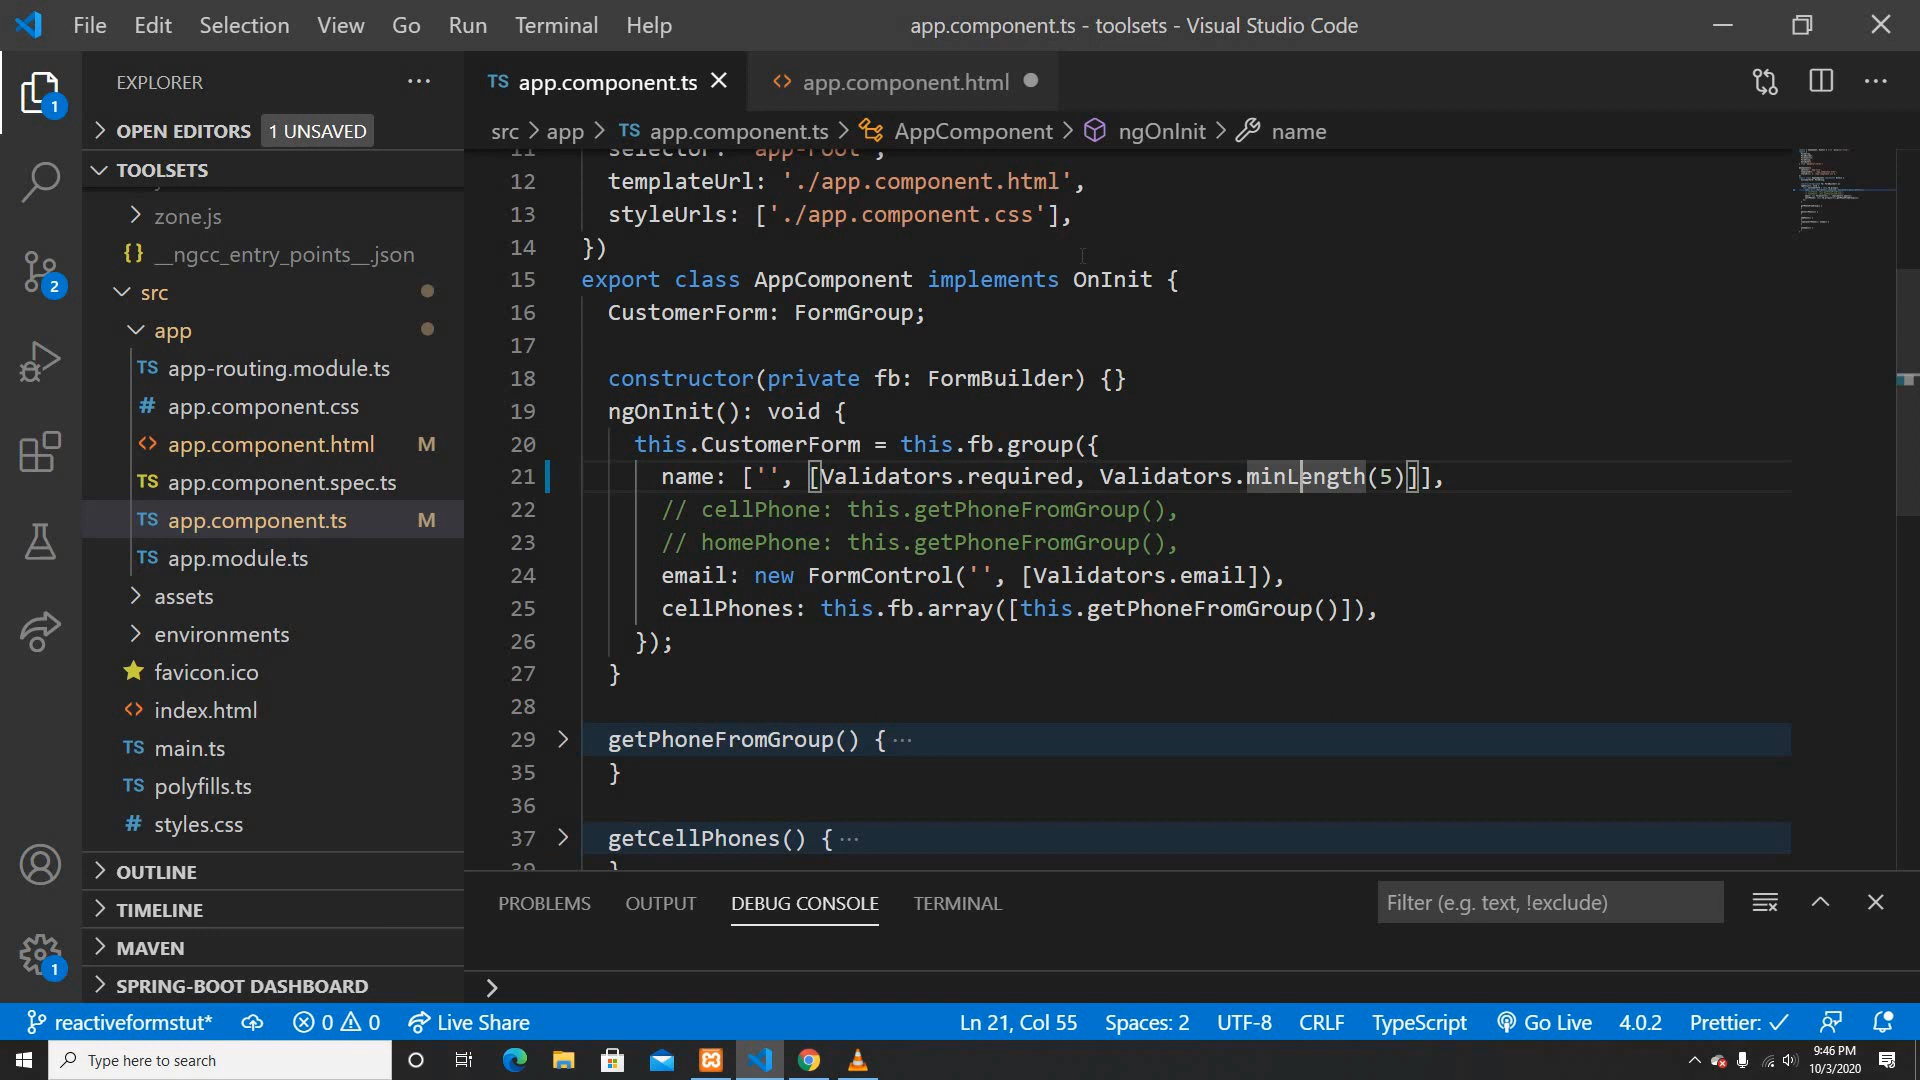 File Edit Selection View Go Run Terminal Help
app.component.ts - toolsets - Visual Studio Code
EXPLORER ···
OPEN EDITORS 1 UNSAVED
TOOLSETS
zone.js
{} __ngcc_entry_points__.json
src
app
TS app-routing.module.ts
# app.component.css
<> app.component.html M
TS app.component.spec.ts
TS app.component.ts M
TS app.module.ts
assets
environments
favicon.ico
<> index.html
TS main.ts
TS polyfills.ts
# styles.css
OUTLINE
TIMELINE
MAVEN
SPRING-BOOT DASHBOARD
1
2
1
TS app.component.ts
<> app.component.html
src > app > TS app.component.ts > AppComponent > ngOnInit > name
11 selector: 'app-root',
12 templateUrl: './app.component.html',
13 styleUrls: ['./app.component.css'],
14 })
15 export class AppComponent implements OnInit {
16 CustomerForm: FormGroup;
17
18 constructor(private fb: FormBuilder) {}
19 ngOnInit(): void {
20 this.CustomerForm = this.fb.group({
21 name: ['', [Validators.required, Validators.minLength(5)]],
22 // cellPhone: this.getPhoneFromGroup(),
23 // homePhone: this.getPhoneFromGroup(),
24 email: new FormControl('', [Validators.email]),
25 cellPhones: this.fb.array([this.getPhoneFromGroup()]),
26 });
27 }
28
29 getPhoneFromGroup() {···
35 }
36
37 getCellPhones() {···
39 }
PROBLEMS OUTPUT DEBUG CONSOLE TERMINAL
Filter (e.g. text, !exclude)
>
reactiveformstut* 0 0 Live Share
Ln 21, Col 55 Spaces: 2 UTF-8 CRLF TypeScript Go Live 4.0.2 Prettier: ✓
Type here to search
9:46 PM
10/3/2020